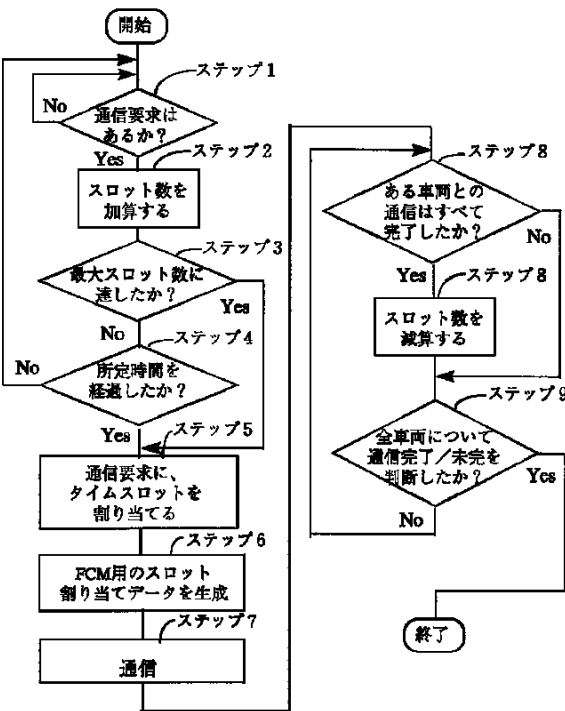 開始
ステップ1
No
通信要求は
あるか？
Yes
ステップ2
スロット数を
加算する
ステップ3
最大スロット数に
達したか？
Yes
No
ステップ4
No
所定時間を
経過したか？
Yes
ステップ5
通信要求に、
タイムスロットを
割り当てる
ステップ6
FCM用のスロット
割り当てデータを生成
ステップ7
通信
ステップ8
ある車両との
通信はすべて
完了したか？
No
Yes
ステップ8
スロット数を
減算する
ステップ9
全車両について
通信完了/未完を
判断したか？
Yes
No
終了